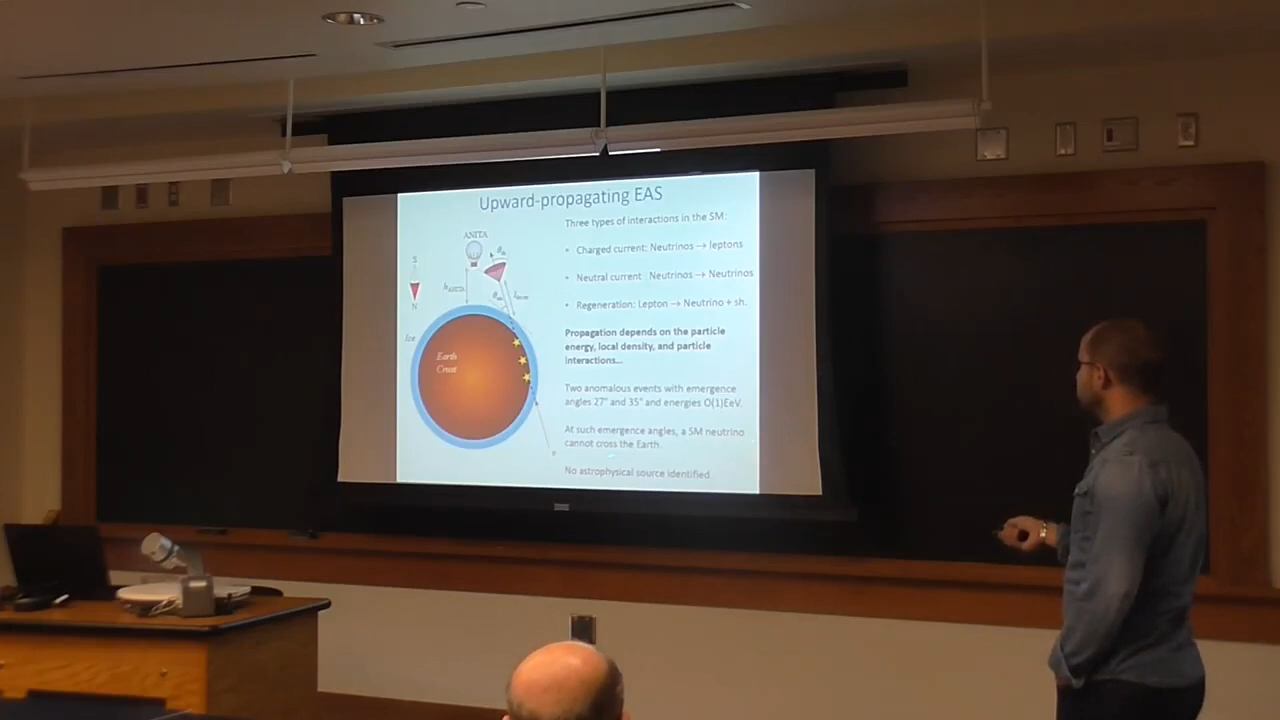 Upward-propagating EAS
Three types of interactions in the SM:
• Charged current: Neutrinos → leptons
• Neutral current: Neutrinos → Neutrinos
• Regeneration: Lepton → Neutrino + sh.
Propagation depends on the particle
energy, local density, and particle
interactions...
Two anomalous events with emergence
angles 27° and 35° and energies O(1)EeV.
At such emergence angles, a SM neutrino
cannot cross the Earth.
No astrophysical source identified
ANITA
S
N
hANITA
Ice
Earth
Crust